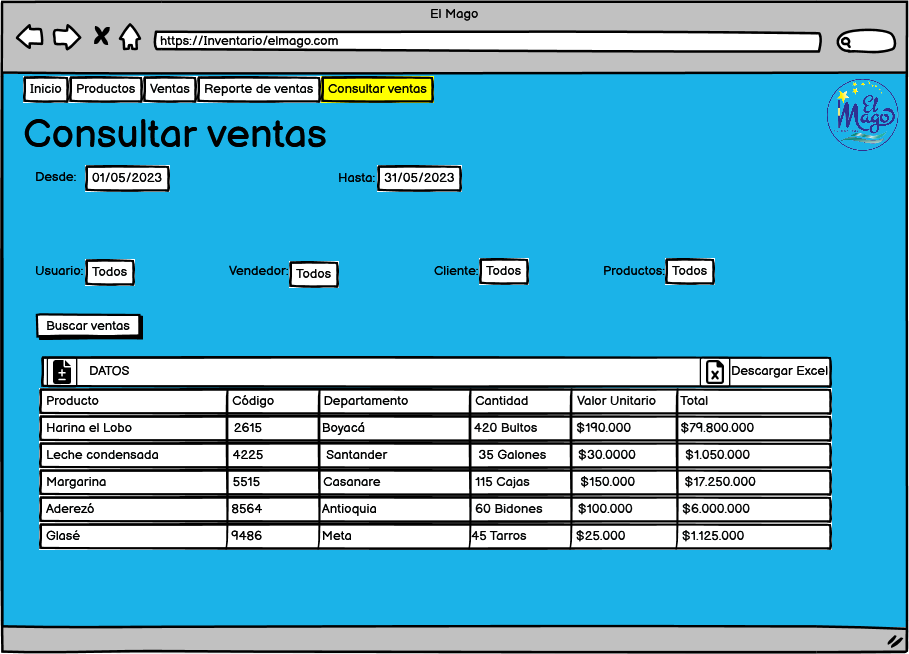 El Mago
https://Inventario/elmago.com
Inicio Productos Ventas Reporte de ventas Consultar ventas
El Mago
Consultar ventas
Desde: 01/05/2023 Hasta: 31/05/2023
Usuario: Todos Vendedor: Todos Cliente: Todos Productos: Todos
Buscar ventas
DATOS Descargar Excel
Producto Código Departamento Cantidad Valor Unitario Total
Harina el Lobo 2615 Boyacá 420 Bultos $190.000 $79.800.000
Leche condensada 4225 Santander 35 Galones $30.0000 $1.050.000
Margarina 5515 Casanare 115 Cajas $150.000 $17.250.000
Aderezó 8564 Antioquia 60 Bidones $100.000 $6.000.000
Glasé 9486 Meta 45 Tarros $25.000 $1.125.000